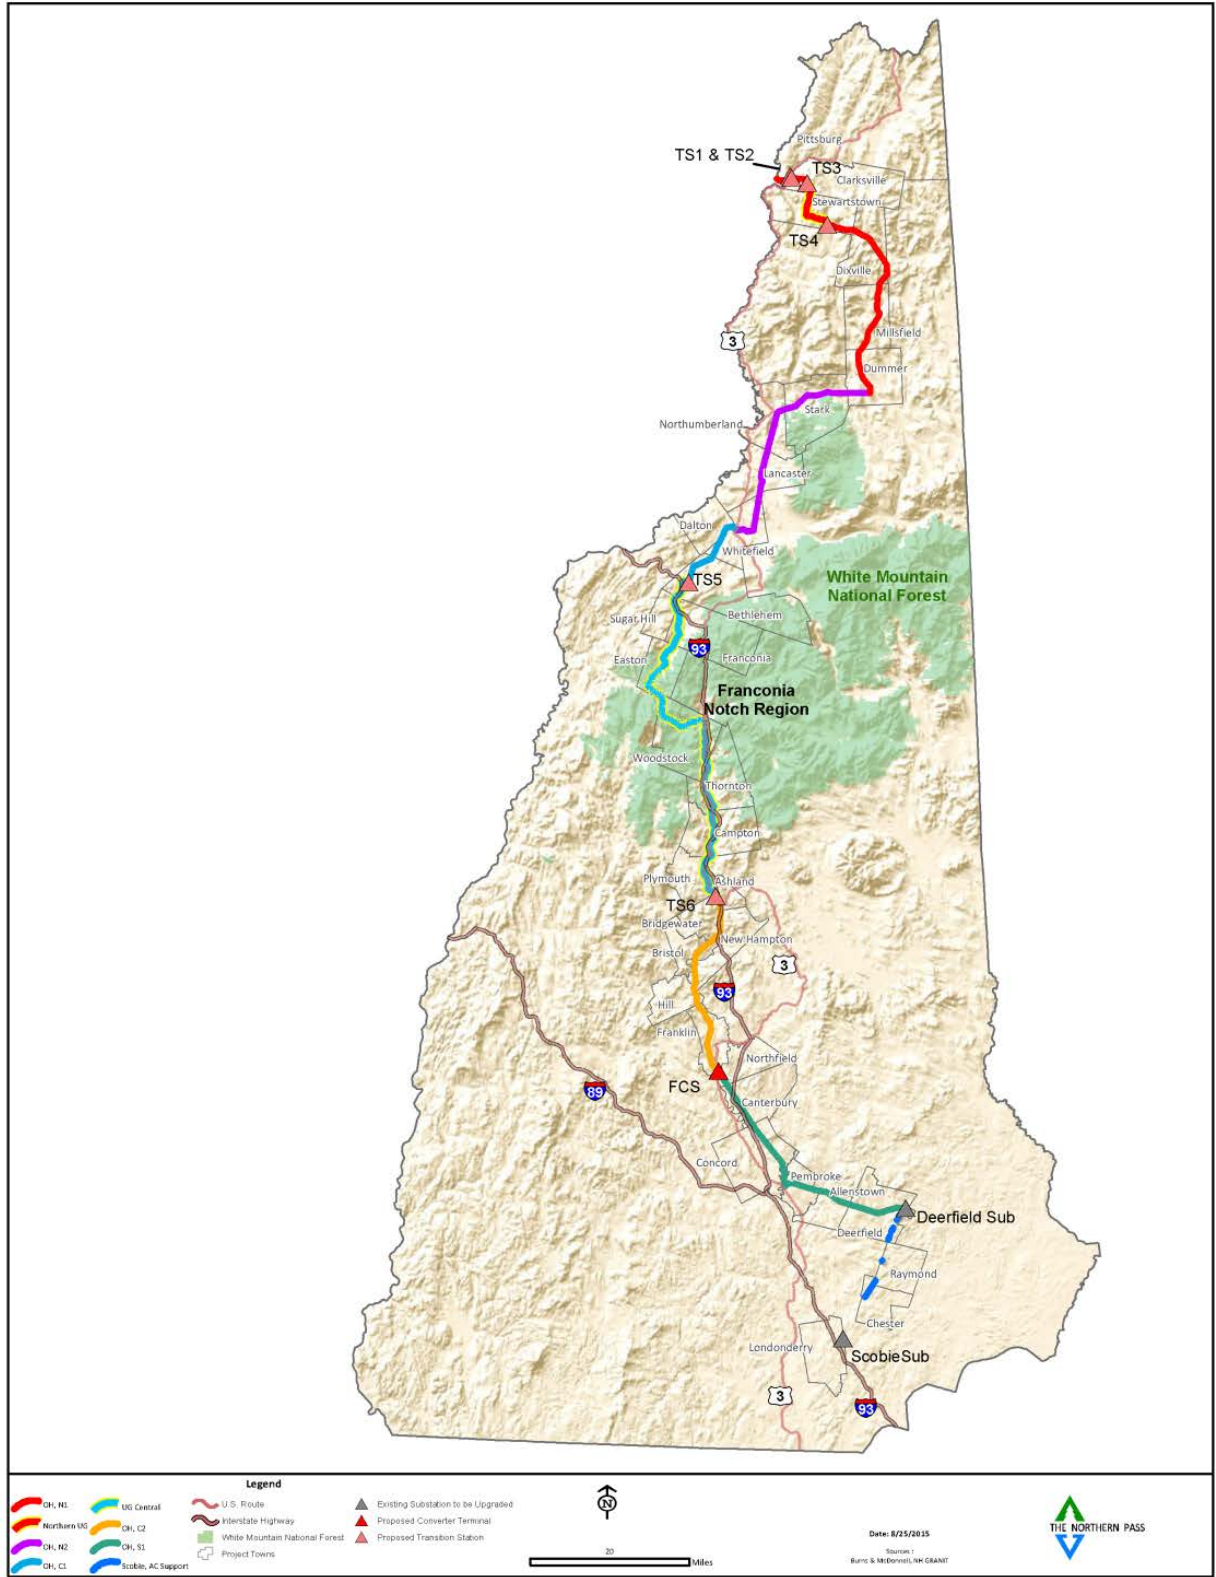 Pittsburg
TS1 & TS2
TS3
Clarksville
Stewartstown
TS4
Dixville
3
Millsfield
Dummer
Stark
Northumberland
Lancaster
Dalton
Whitefield
TS5
White Mountain
National Forest
Bethlehem
Sugar Hill
93
Easton
Franconia
Franconia
Notch Region
Woodstock
Thornton
Campton
Plymouth
Ashland
TS6
Bridgewater
New Hampton
Bristol
3
93
Hill
Franklin
Northfield
FCS
89
Canterbury
Concord
Pembroke
Allenstown
Deerfield Sub
Deerfield
Raymond
Chester
Londonderry
ScobieSub
3
93
Legend
OH, N1
Northern UG
OH, N2
OH, C1
UG Central
OH, C2
OH, S1
Scobie, AC Support
U.S. Route
Interstate Highway
White Mountain National Forest
Project Towns
Existing Substation to be Upgraded
Proposed Converter Terminal
Proposed Transition Station
N
20
Miles
Date: 8/25/2015
Sources :
Burns & McDonnell, NH GRANIT
THE NORTHERN PASS